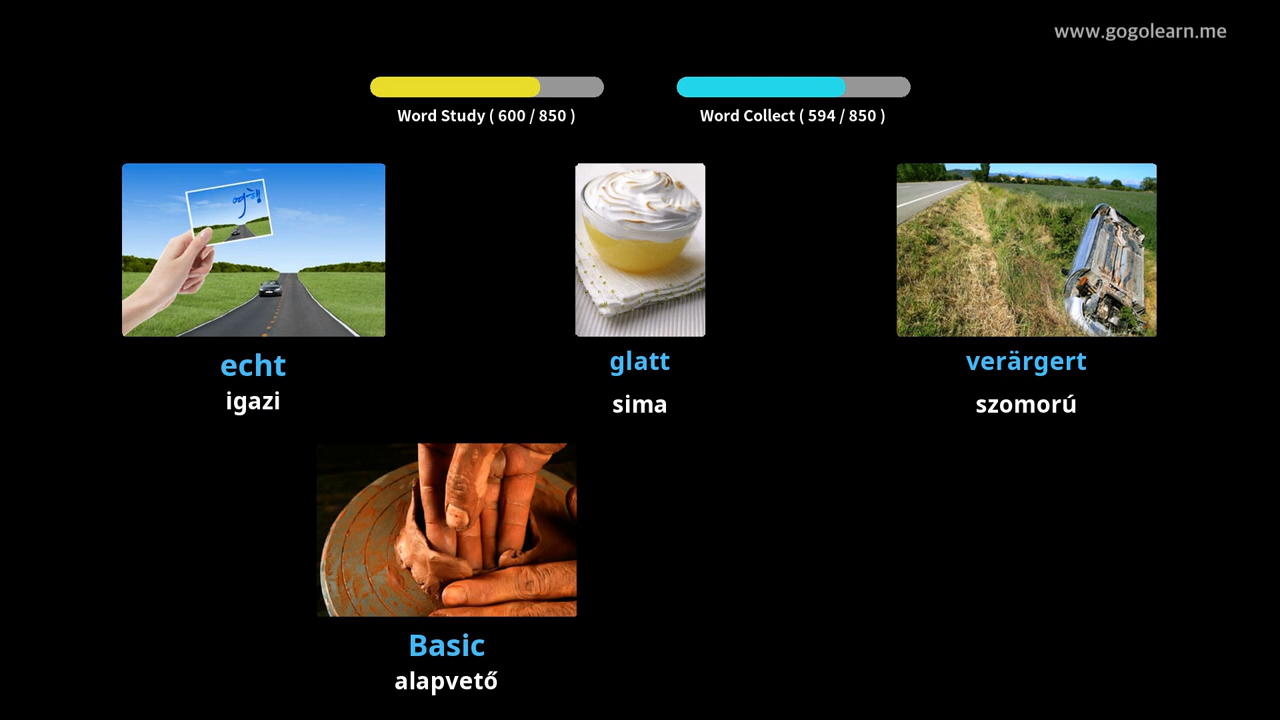 www.gogolearn.me
Word Study ( 600 / 850 )
Word Collect ( 594 / 850 )
echt
igazi
glatt
sima
verärgert
szomorú
Basic
alapvető